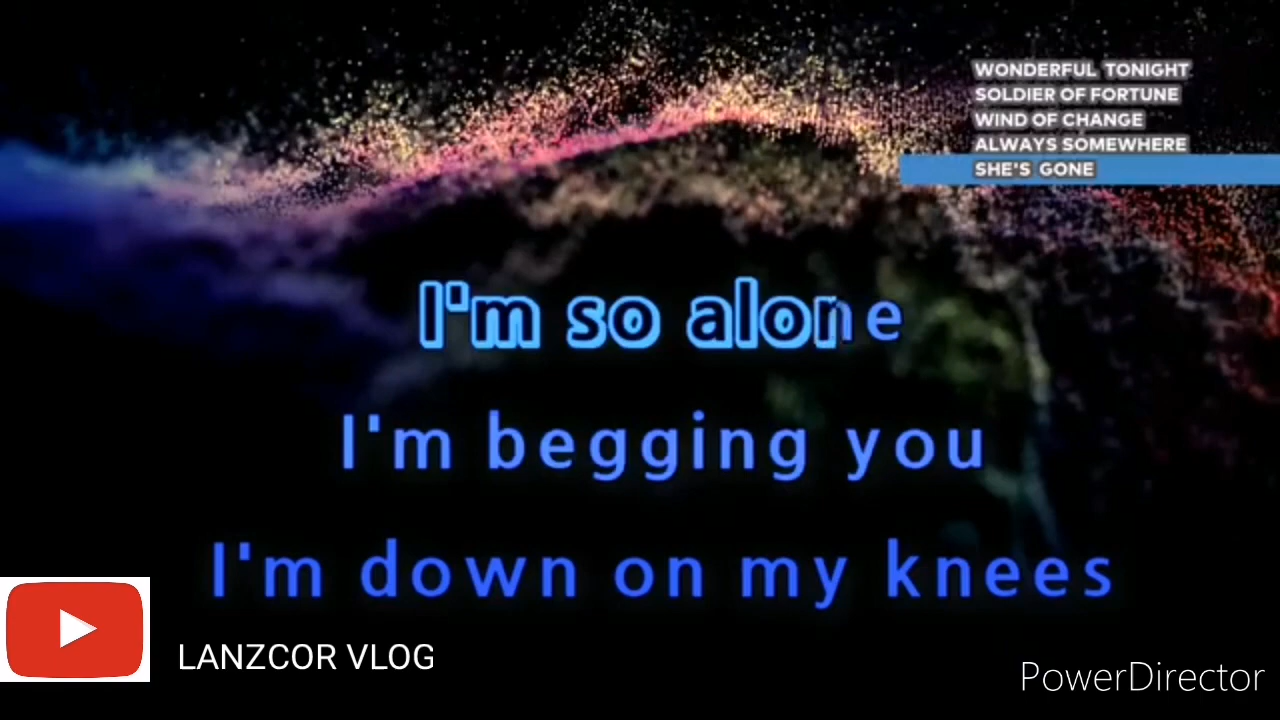 WONDERFUL TONIGHT
SOLDIER OF FORTUNE
WIND OF CHANGE
ALWAYS SOMEWHERE
SHE'S GONE
I'm so alone
I'm begging you
I'm down on my knees
LANZCOR VLOG
PowerDirector